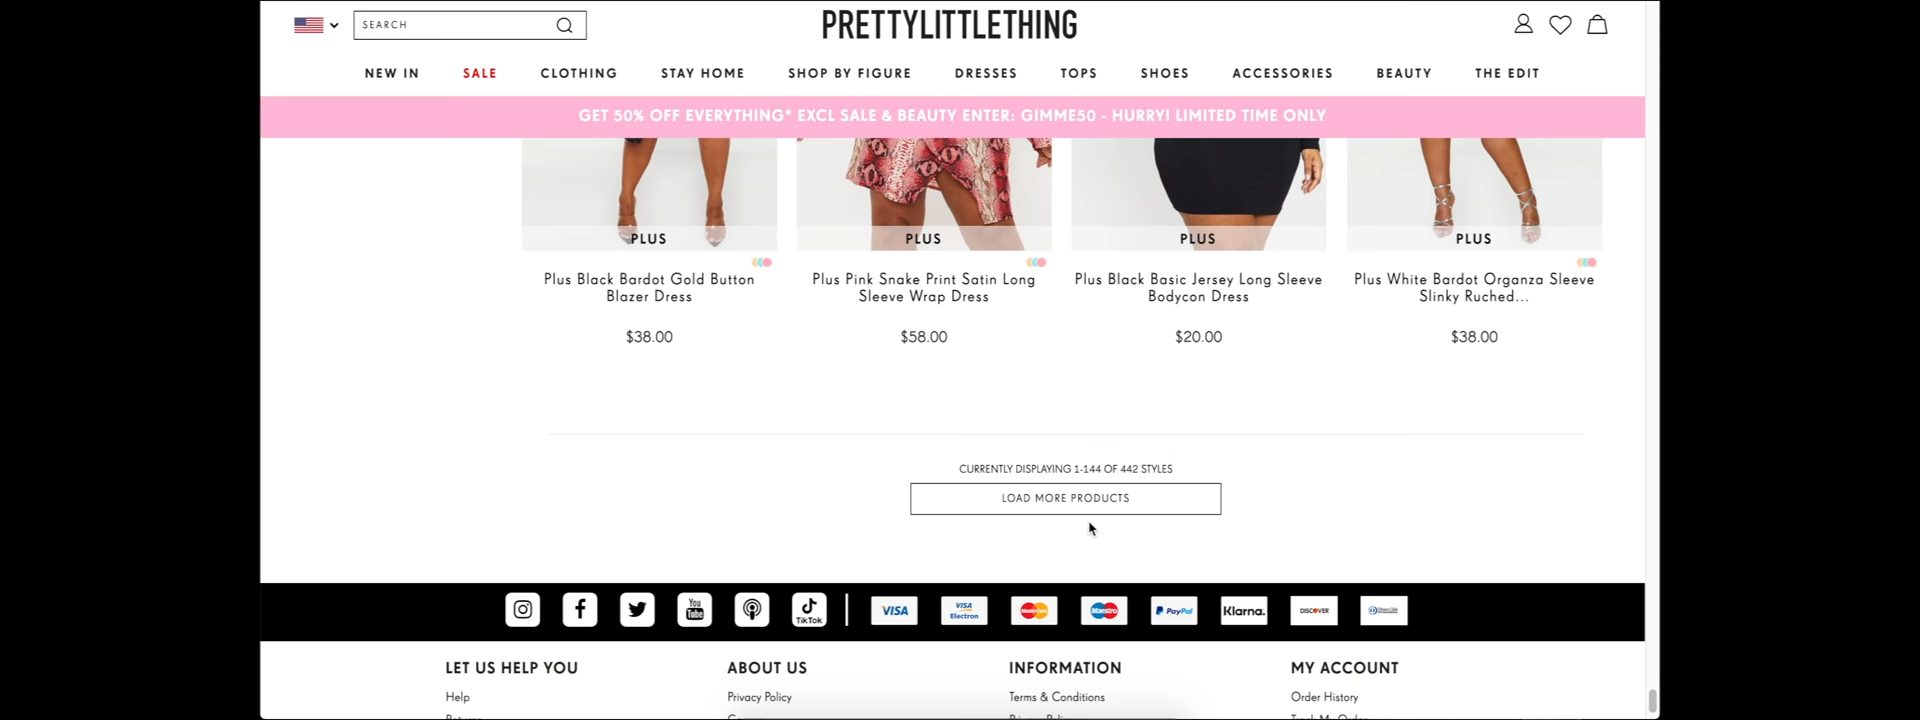 SEARCH
PRETTYLITTLETHING
NEW IN SALE CLOTHING STAY HOME SHOP BY FIGURE DRESSES TOPS SHOES ACCESSORIES BEAUTY THE EDIT
GET 50% OFF EVERYTHING* EXCL SALE & BEAUTY ENTER: GIMME50 - HURRY! LIMITED TIME ONLY
PLUS PLUS PLUS PLUS
Plus Black Bardot Gold Button
Blazer Dress
$38.00
Plus Pink Snake Print Satin Long
Sleeve Wrap Dress
$58.00
Plus Black Basic Jersey Long Sleeve
Bodycon Dress
$20.00
Plus White Bardot Organza Sleeve
Slinky Ruched...
$38.00
CURRENTLY DISPLAYING 1-144 OF 442 STYLES
LOAD MORE PRODUCTS
You Tube
TikTok
VISA
VISA Electron
MasterCard
Maestro
PayPal
Klarna.
DISCOVER
LET US HELP YOU
Help
ABOUT US
Privacy Policy
INFORMATION
Terms & Conditions
MY ACCOUNT
Order History